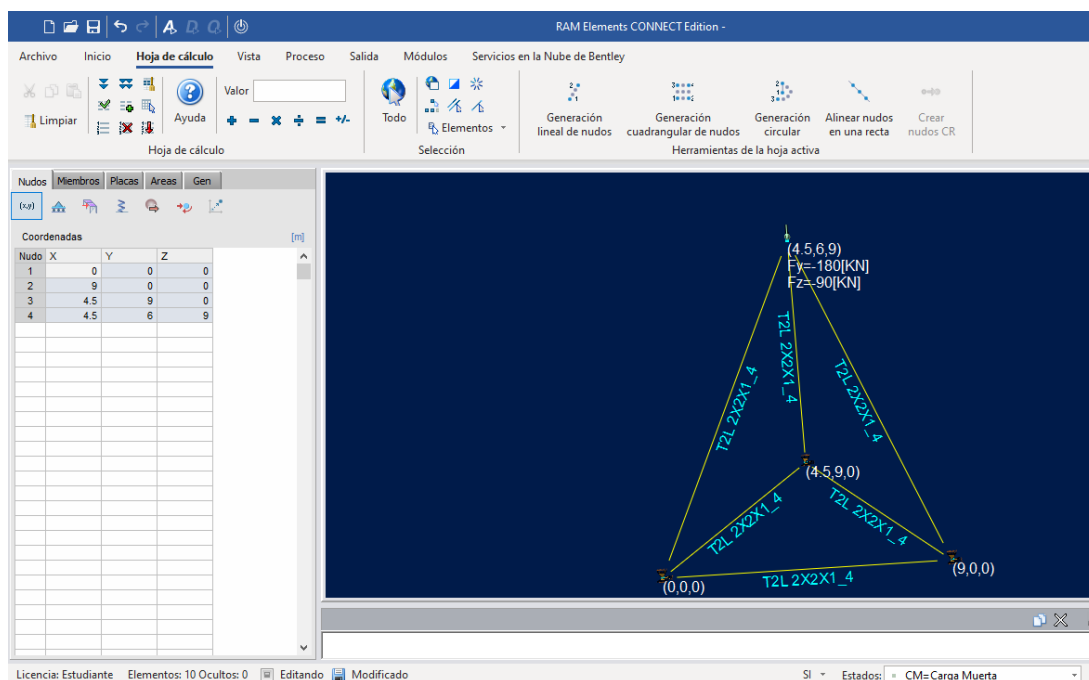 RAM Elements CONNECT Edition -
Archivo Inicio Hoja de cálculo Vista Proceso Salida Módulos Servicios en la Nube de Bentley
Limpiar
Ayuda
Valor
+ − × ÷ = +/-
Hoja de cálculo
Todo
Elementos
Selección
Generación lineal de nudos
Generación cuadrangular de nudos
Generación circular
Alinear nudos en una recta
Crear nudos CR
Herramientas de la hoja activa
Nudos Miembros Placas Areas Gen
(x,y)
Coordenadas [m]
Nudo X Y Z
1 0 0 0
2 9 0 0
3 4.5 9 0
4 4.5 6 9
(4.5,6,9)
Fy=-180[KN]
Fz=-90[KN]
T2L 2X2X1_4
T2L 2X2X1_4
T2L 2X2X1_4
(4.5,9,0)
T2L 2X2X1_4
T2L 2X2X1_4
(9,0,0)
T2L 2X2X1_4
(0,0,0)
Licencia: Estudiante Elementos: 10 Ocultos: 0 Editando Modificado SI Estados: CM=Carga Muerta